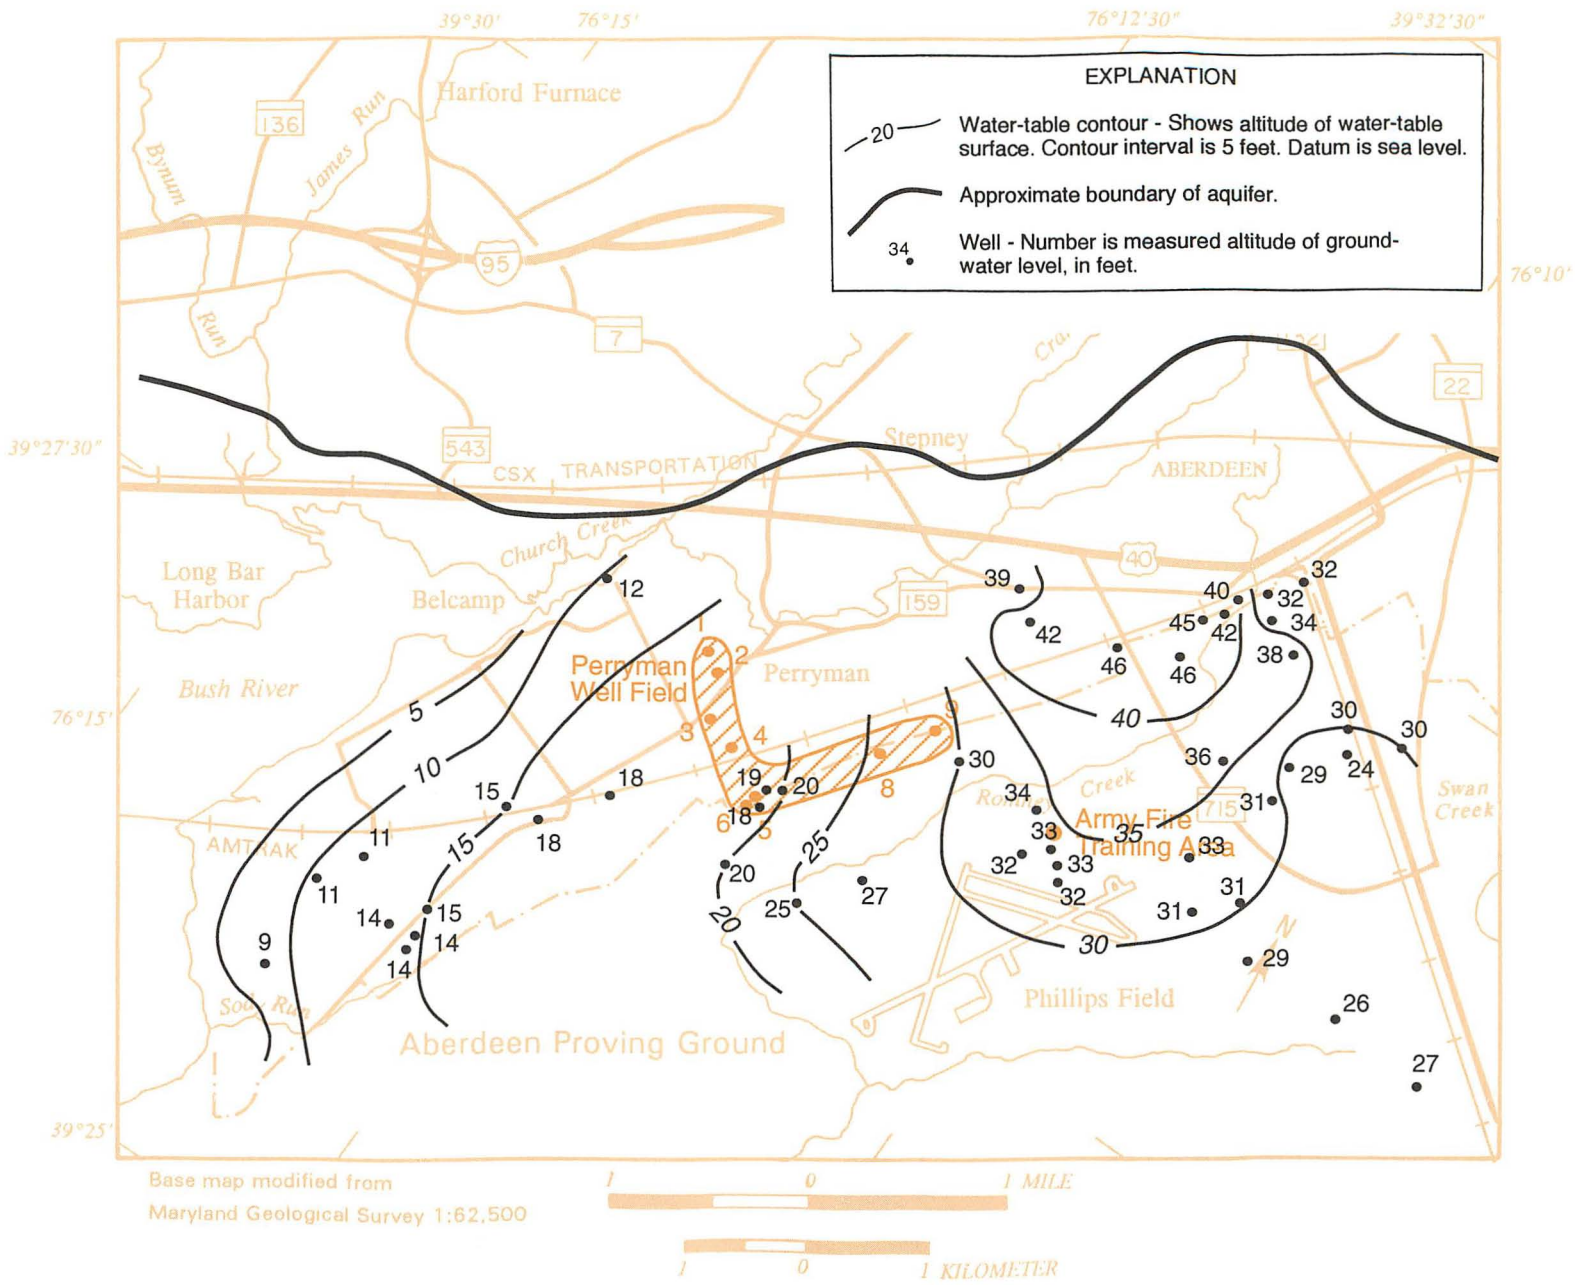 39°30' 76°15' 76°12'30" 39°32'30"
EXPLANATION
20 Water-table contour - Shows altitude of water-table
surface. Contour interval is 5 feet. Datum is sea level.
Approximate boundary of aquifer.
34 Well - Number is measured altitude of ground-
water level, in feet.
Harford Furnace
136
James Run
Bynum
Run
95
76°10'
7
Cra
22
Stepney
39°27'30"
543
CSX TRANSPORTATION
ABERDEEN
Church Creek
40
Long Bar
Harbor
Belcamp
12
159
39
42
40
32
32
45
42
34
38
46
46
1
2
3
4
Perryman
Well Field
Perryman
Bush River
5
76°15'
40
9
30
30
10
30
36
29
24
15
18
19
20
8
Romney Creek
34
31
715
Swan
Creek
18
6
5
18
25
33
Army Fire
Training Area
35
33
AMTRAK
11
15
11
20
32
33
32
27
25
31
31
14
15
14
14
20
30
N
9
29
Sody Run
Phillips Field
26
Aberdeen Proving Ground
27
39°25'
Base map modified from
Maryland Geological Survey 1:62,500
1 0 1 MILE
1 0 1 KILOMETER